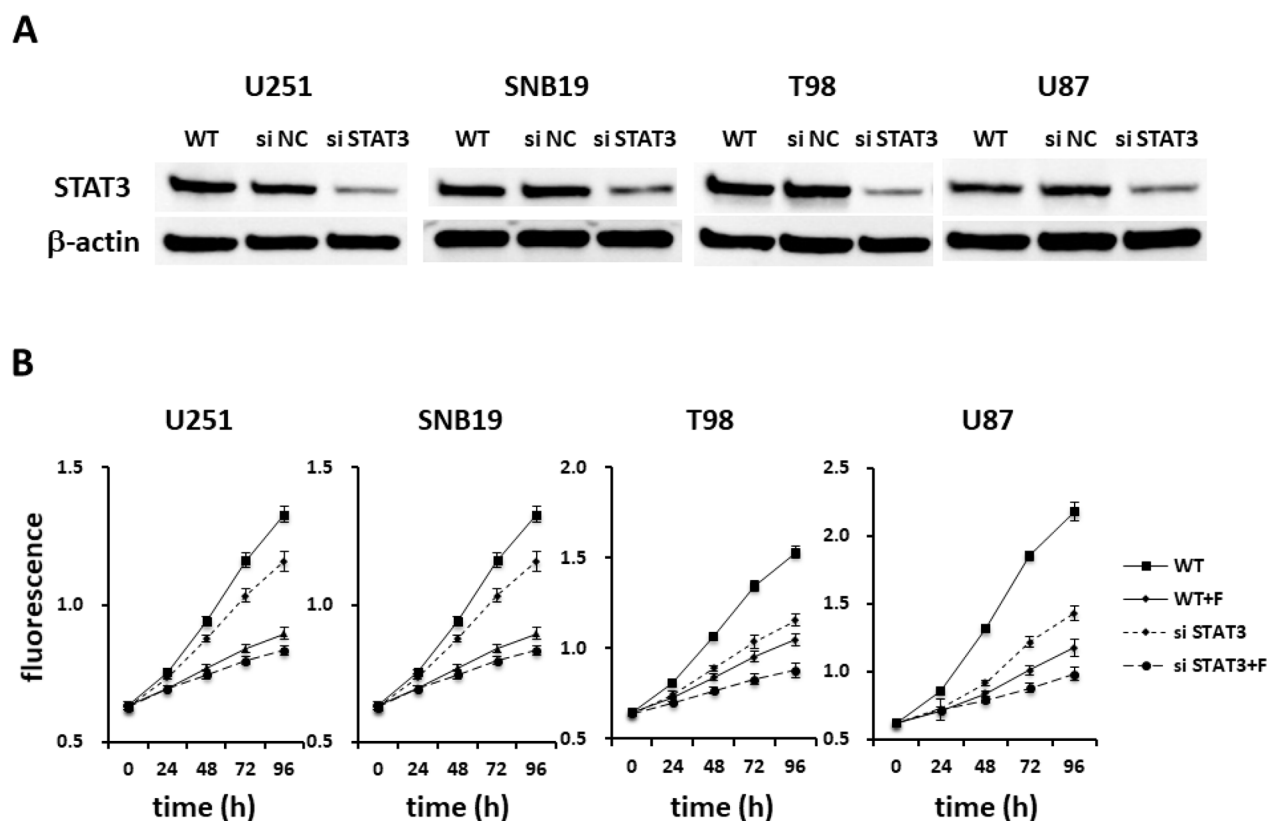 A
U251 SNB19 T98 U87
WT si NC si STAT3 WT si NC si STAT3 WT si NC si STAT3 WT si NC si STAT3
STAT3
β-actin
B
U251 SNB19 T98 U87
fluorescence
1.5
1.0
0.5
0 24 48 72 96
time (h)
1.5
1.0
0.5
0 24 48 72 96
time (h)
2.0
1.5
1.0
0.5
0 24 48 72 96
time (h)
2.5
2.0
1.5
1.0
0.5
0 24 48 72 96
time (h)
WT
WT+F
si STAT3
si STAT3+F